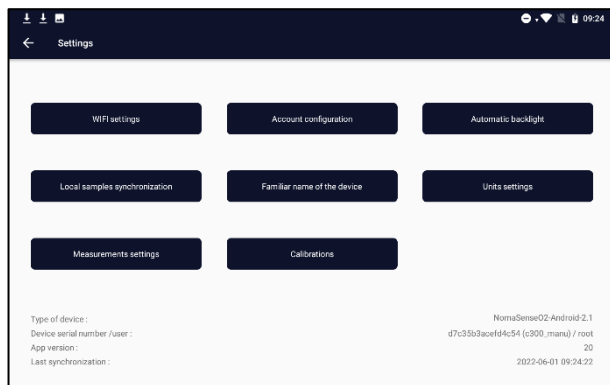 09:24
Settings
WIFI settings Account configuration Automatic backlight
Local samples synchronization Familiar name of the device Units settings
Measurements settings Calibrations
Type of device : NomaSenseO2-Android-2.1
Device serial number /user : d7c35b3acefd4c54 (c300_manu) / root
App version : 20
Last synchronization : 2022-06-01 09:24:22